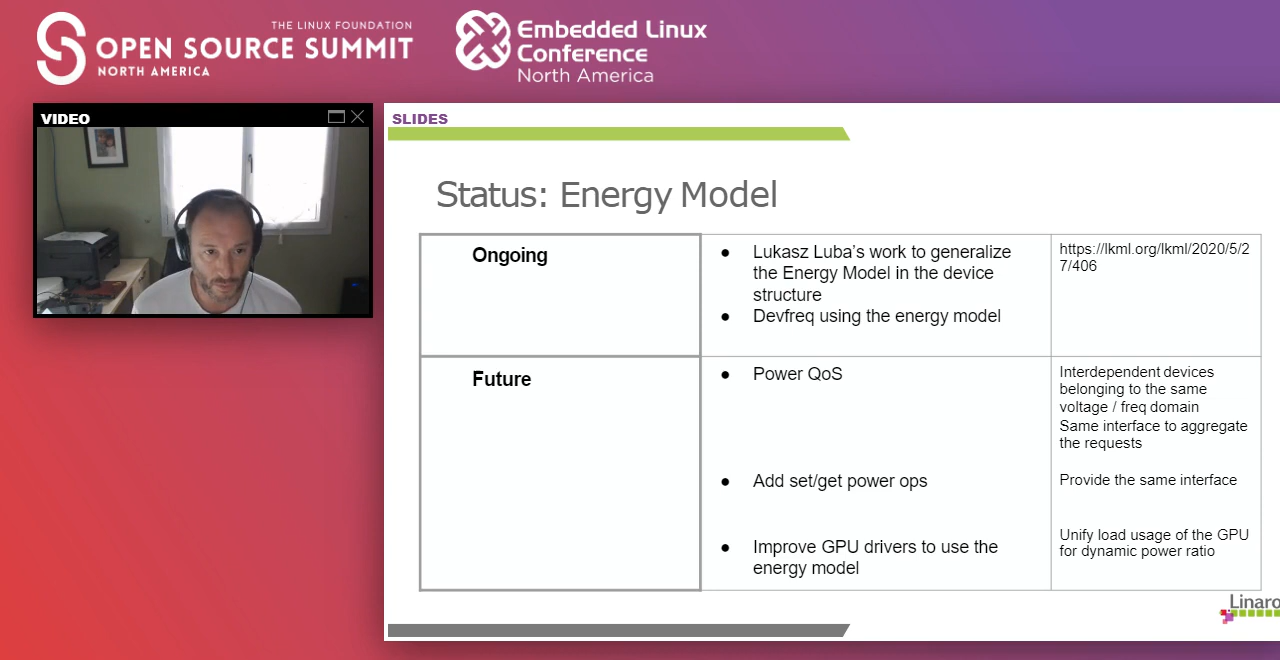 THE LINUX FOUNDATION
OPEN SOURCE SUMMIT
NORTH AMERICA
Embedded Linux
Conference
North America
VIDEO
SLIDES
Status: Energy Model
Ongoing
● Lukasz Luba's work to generalize
the Energy Model in the device
structure
● Devfreq using the energy model
https://lkml.org/lkml/2020/5/2
7/406
Future
● Power QoS
Interdependent devices
belonging to the same
voltage / freq domain
Same interface to aggregate
the requests
● Add set/get power ops
Provide the same interface
● Improve GPU drivers to use the
energy model
Unify load usage of the GPU
for dynamic power ratio
Linaro